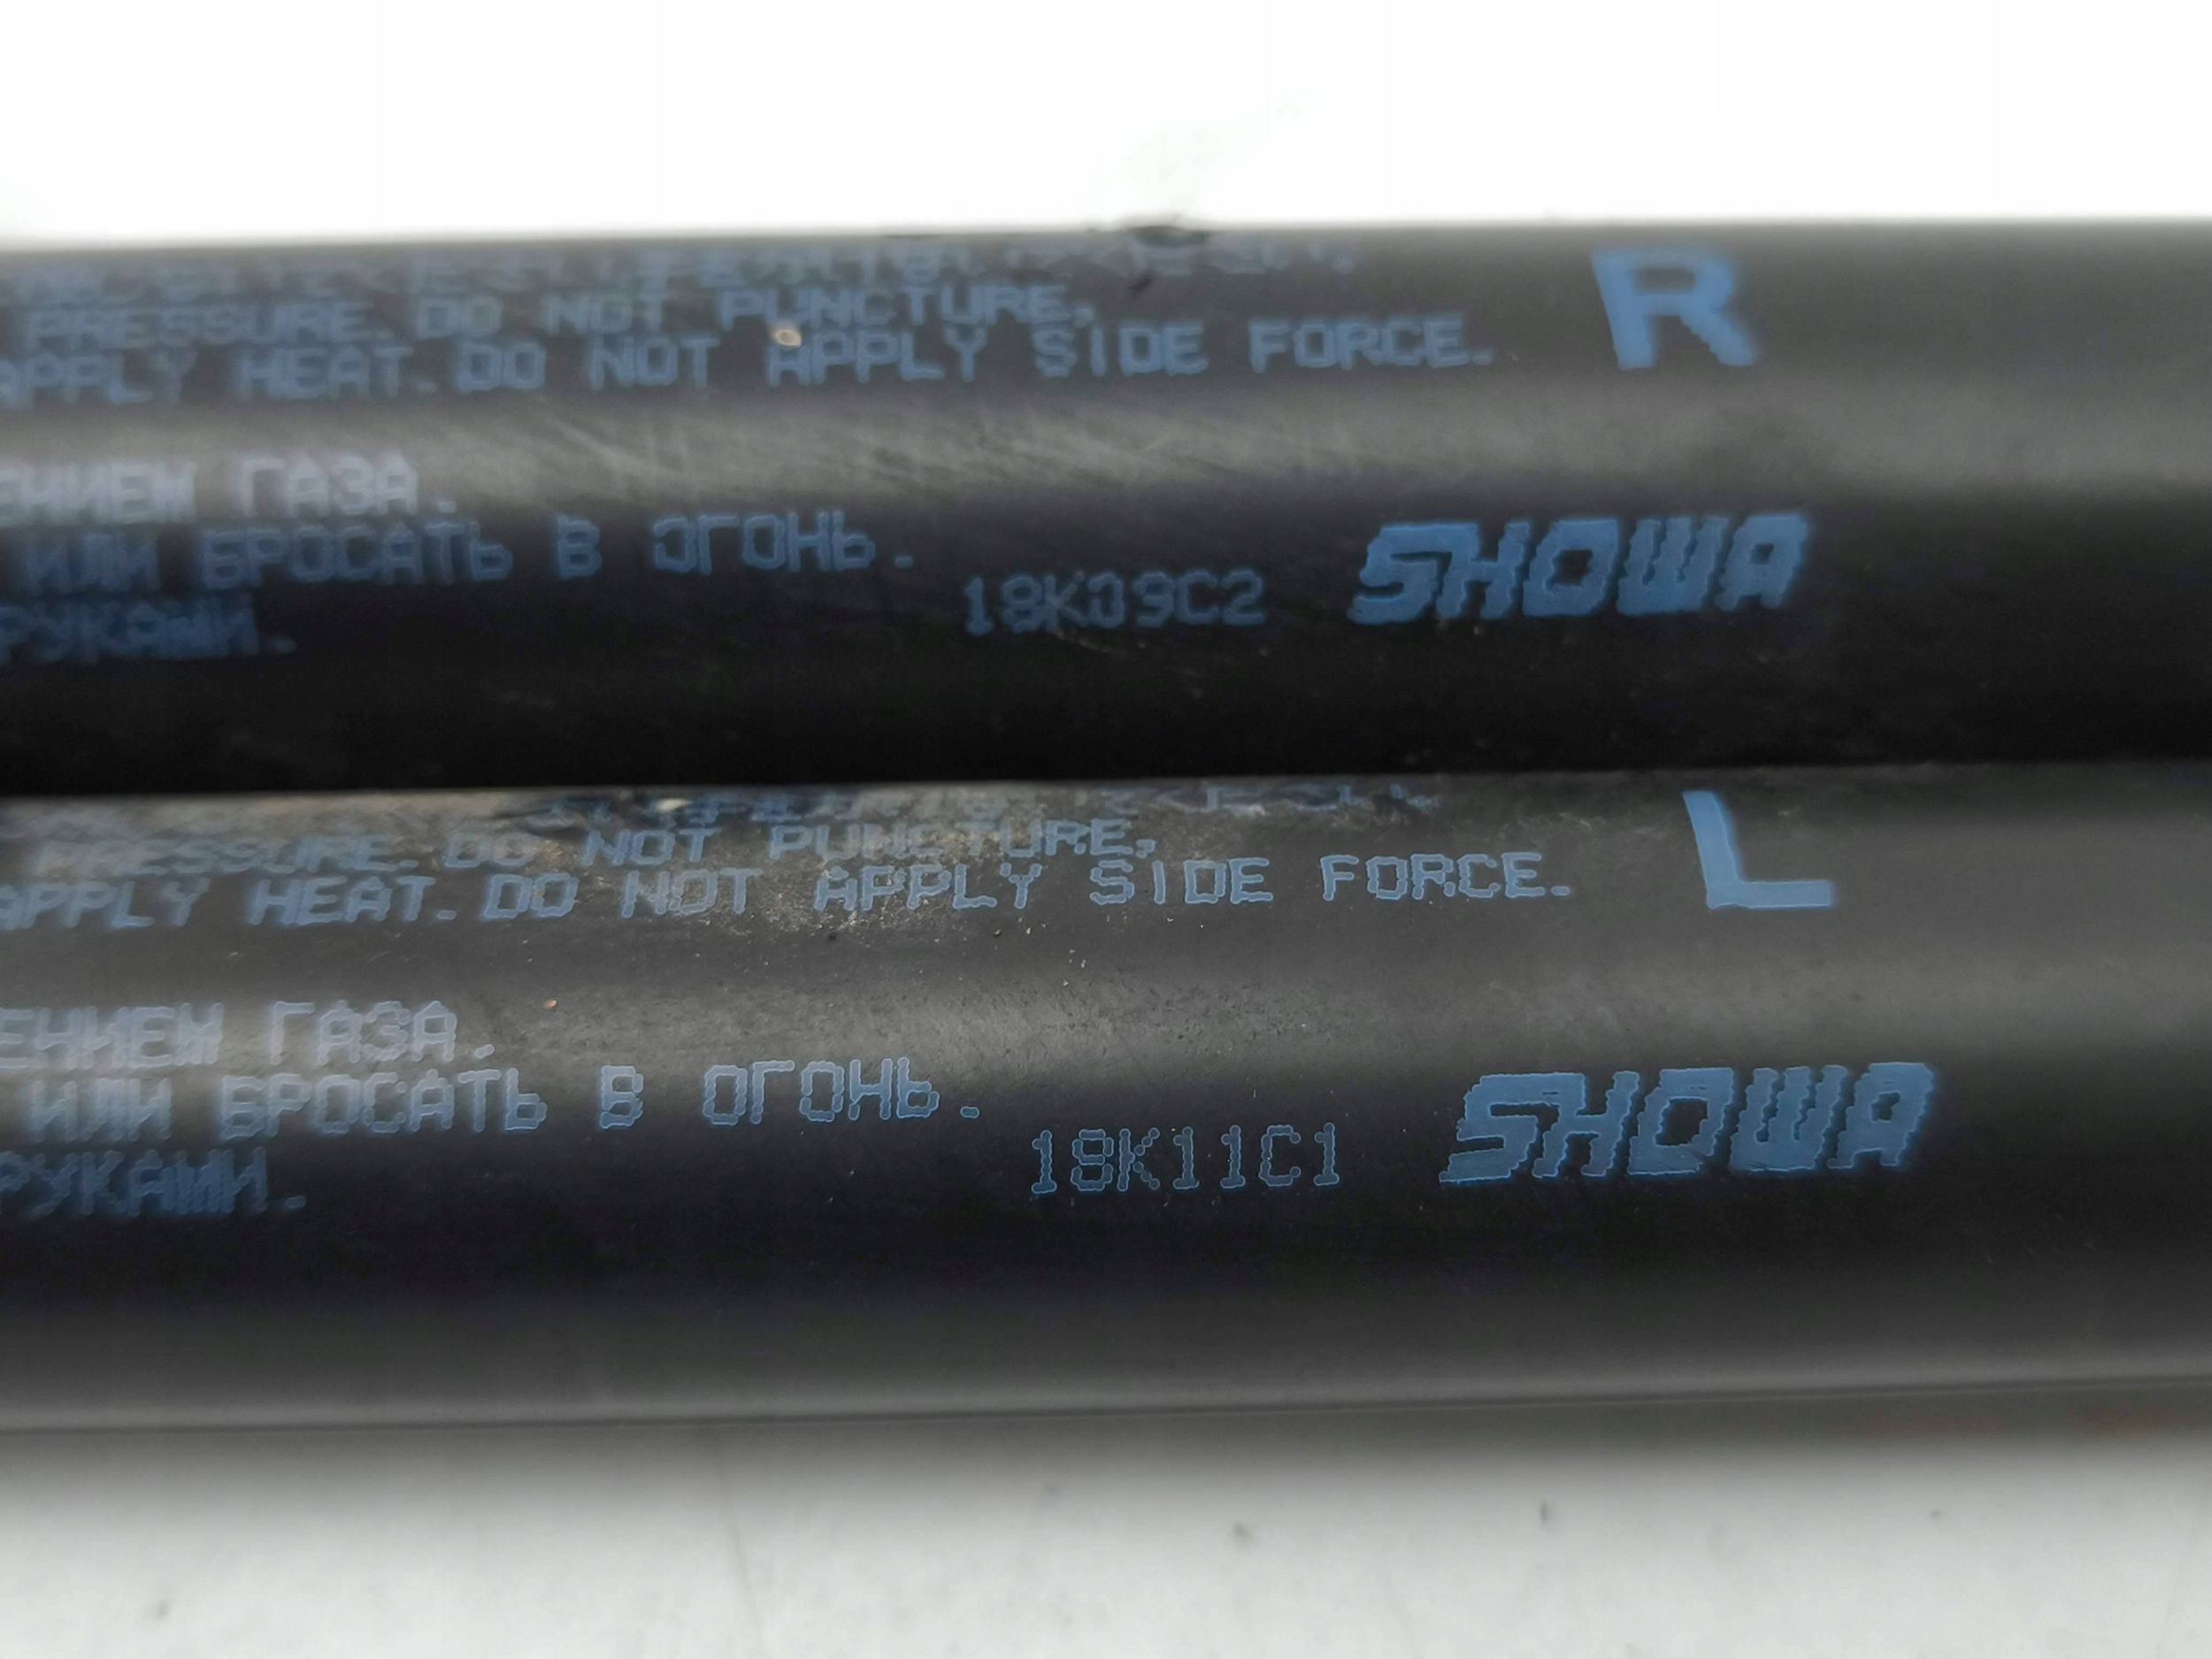 R
PRESSURE. DO NOT PUNCTURE,
APPLY HEAT. DO NOT APPLY SIDE FORCE.
ЕНИЕМ ГАЗА.
ИЛИ БРОСАТЬ В ОГОНЬ.
18K09C2 SHOWA
РУКАМИ.
L
PRESSURE. DO NOT PUNCTURE,
APPLY HEAT. DO NOT APPLY SIDE FORCE.
ЕНИЕМ ГАЗА.
ИЛИ БРОСАТЬ В ОГОНЬ.
18K11C1 SHOWA
РУКАМИ.